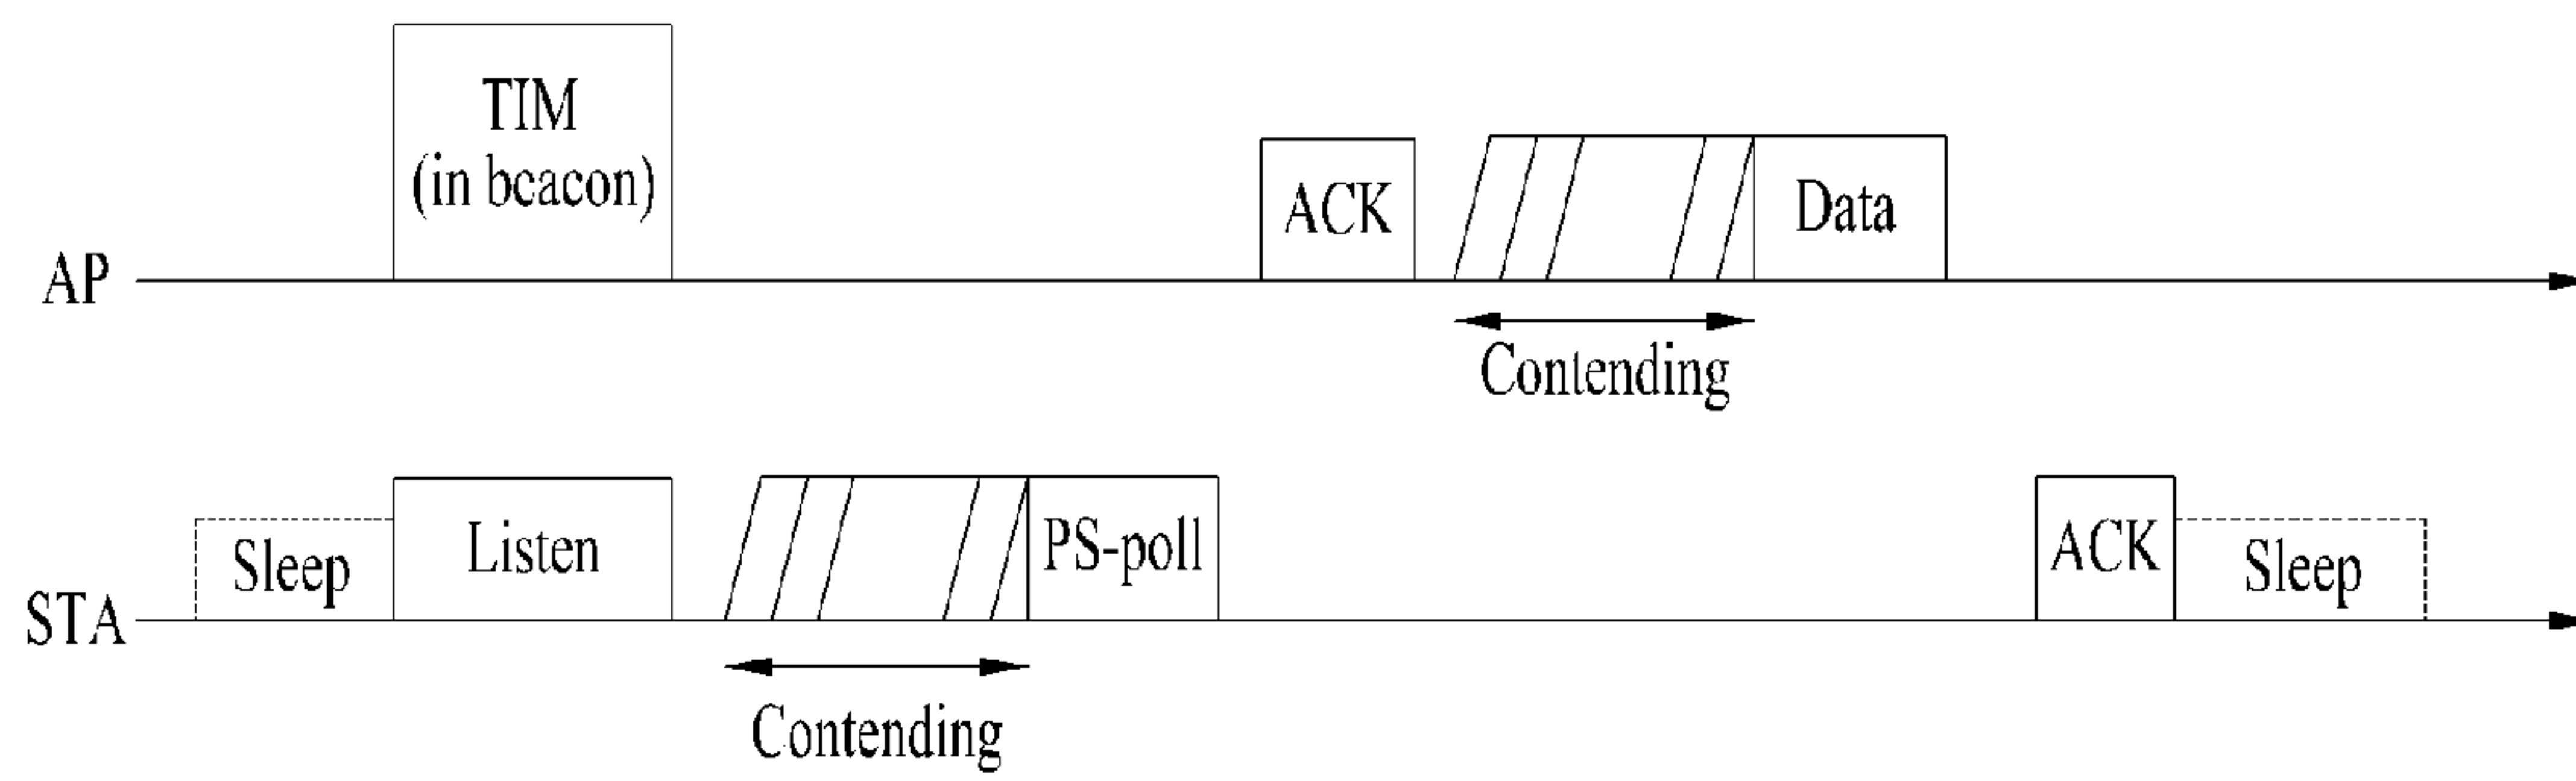 TIM
(in bcacon)
ACK
Data
AP
Contending
Sleep
Listen
PS-poll
ACK
Sleep
STA
Contending